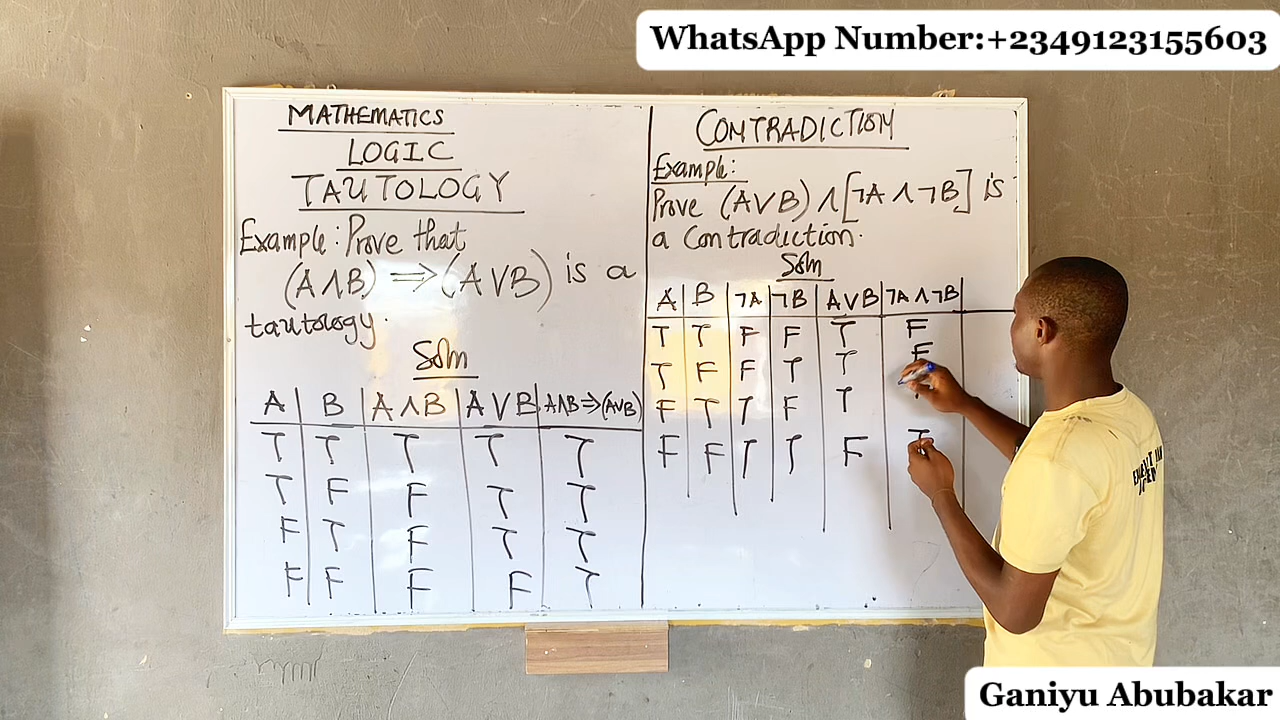 WhatsApp Number:+2349123155603
MATHEMATICS
LOGIC
TAUTOLOGY
Example: Prove that
(A∧B) ⟹ (A∨B) is a
tautology.
Soln
A B A∧B A∨B A∧B⟹(A∨B)
T T T T T
T F F T T
F T F T T
F F F F T
CONTRADICTION
Example:
Prove (A∨B) ∧ [¬A ∧ ¬B] is
a Contradiction.
Soln
A B ¬A ¬B A∨B ¬A∧¬B
T T F F T F
T F F T T F
F T T F T
F F T T F T
Ganiyu Abubakar